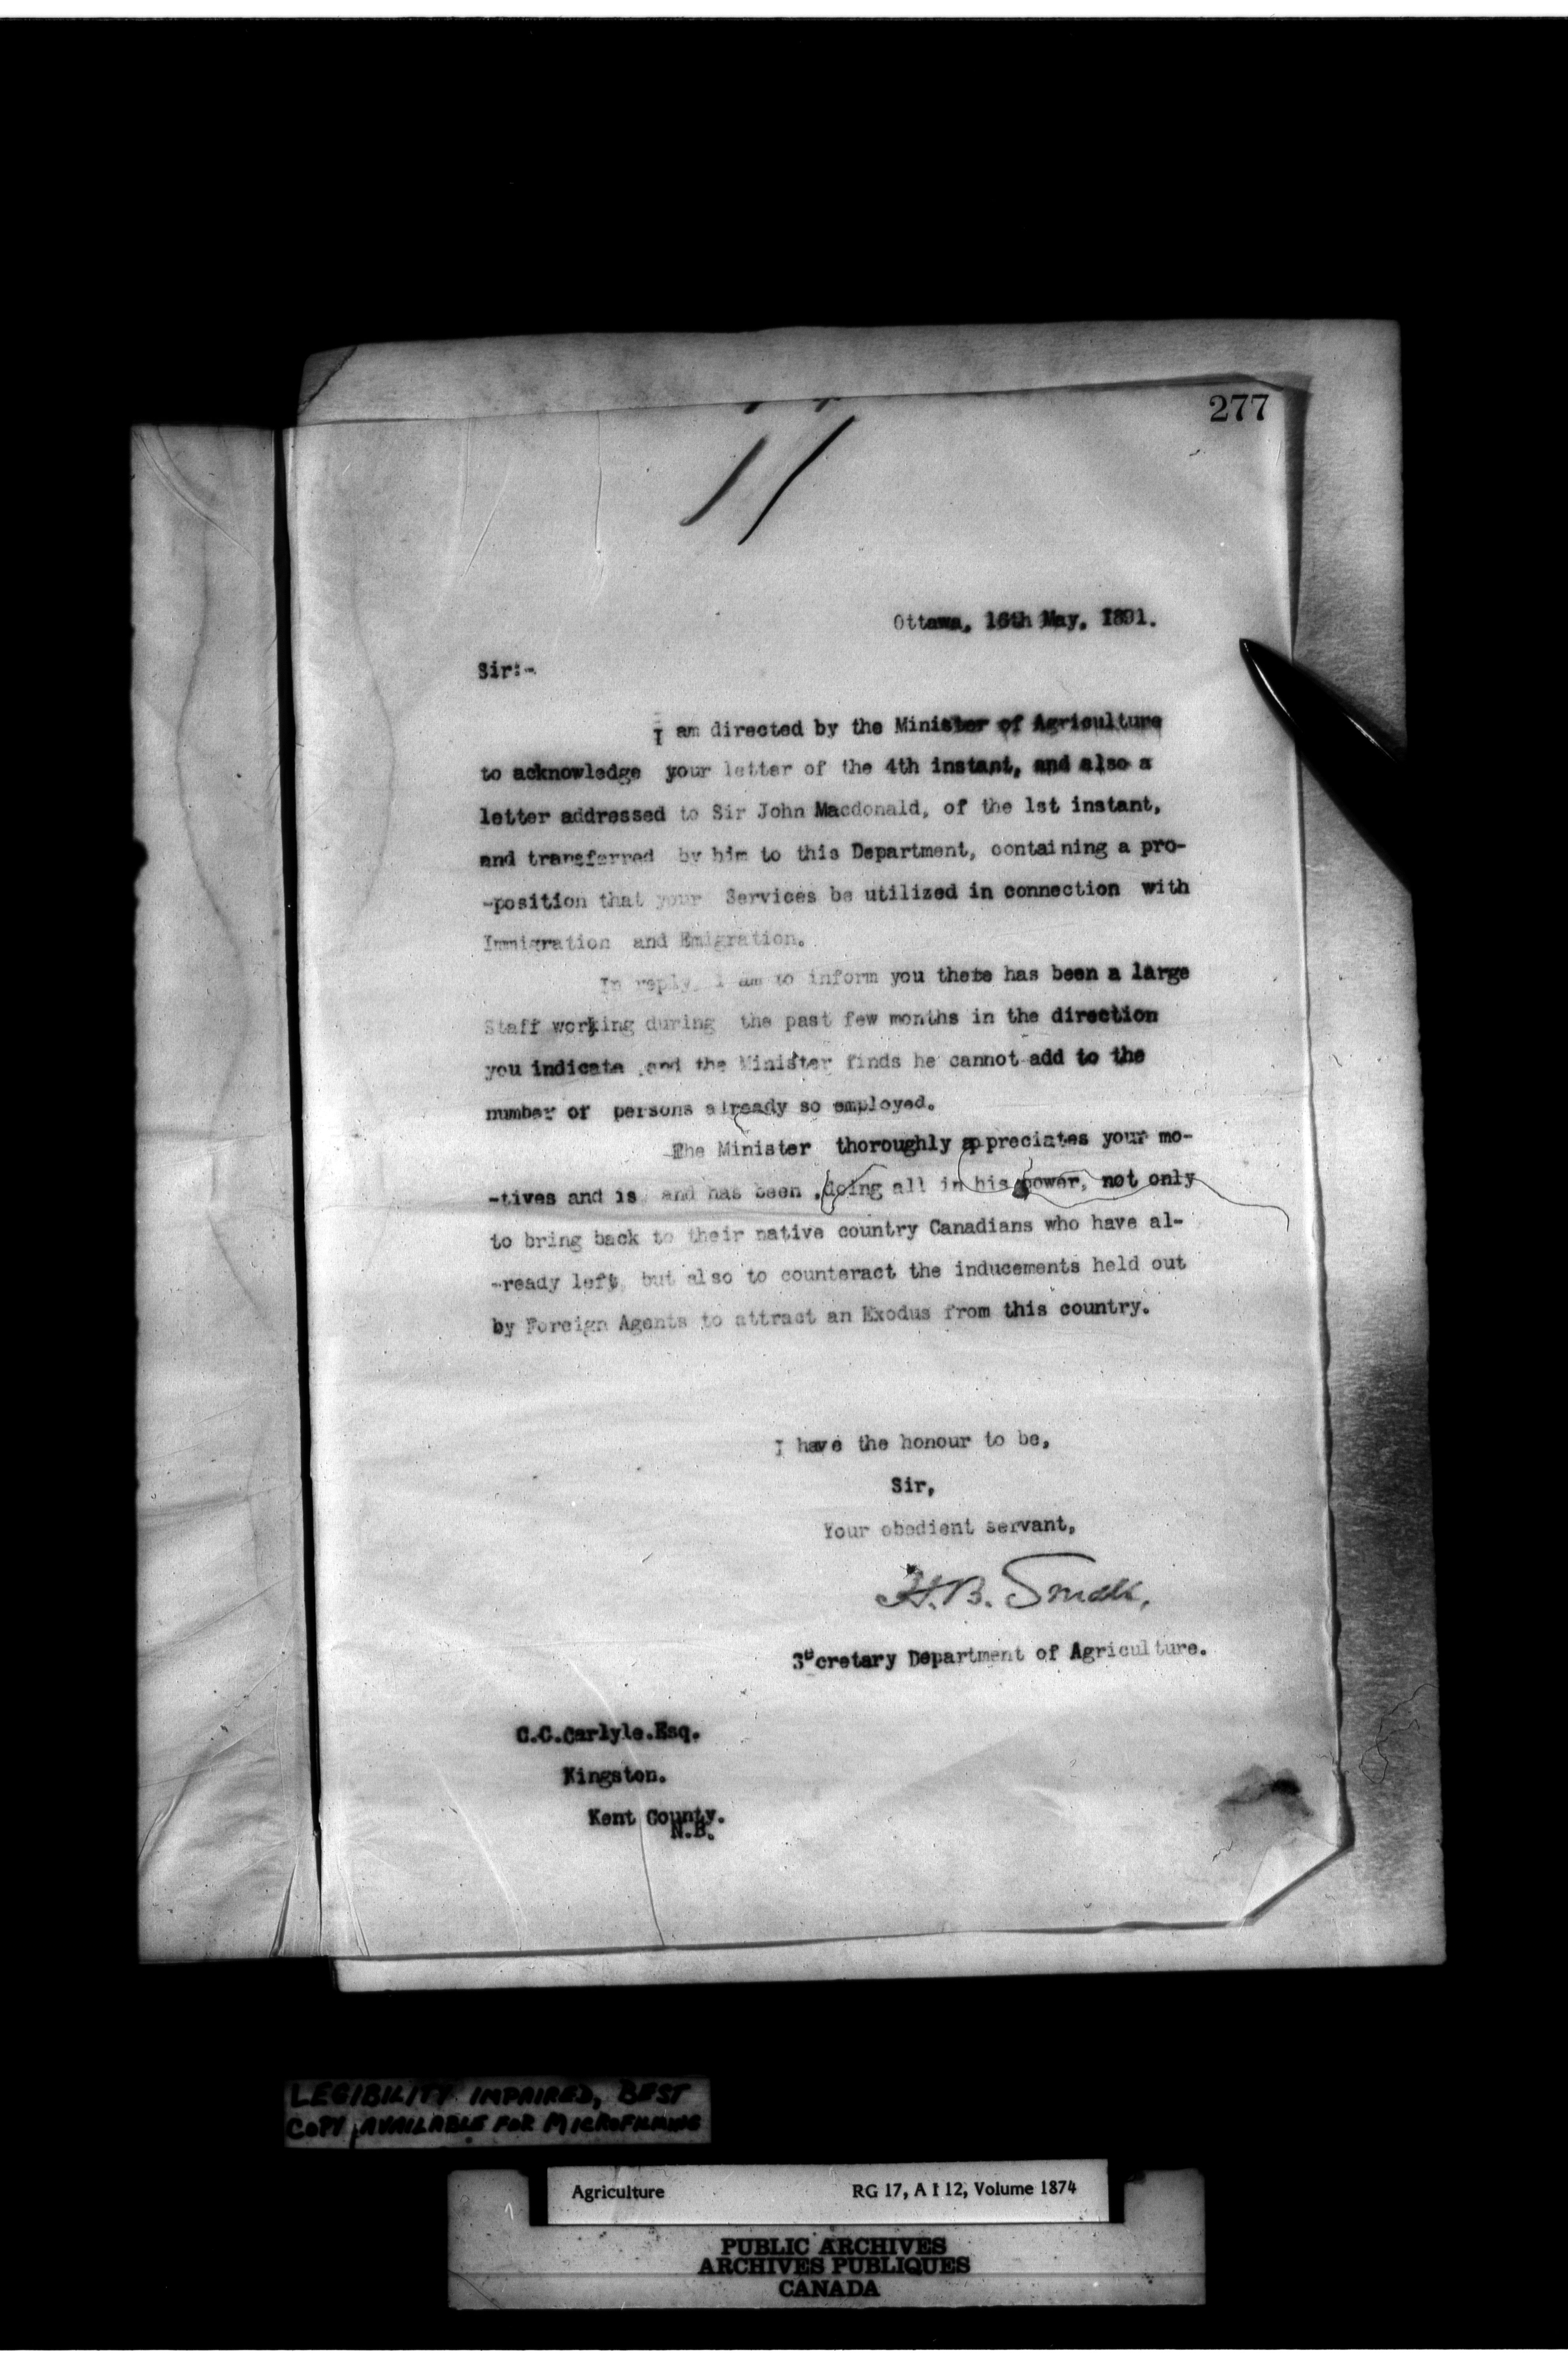 277
Ottawa, 16th May. 1891.
Sir:-
I am directed by the Minister of Agriculture
to acknowledge your letter of the 4th instant, and also a
letter addressed to Sir John Macdonald, of the 1st instant,
and transferred by him to this Department, containing a pro-
-position that your Services be utilized in connection with
Immigration and Emigration.
In reply, I am to inform you there has been a large
Staff working during the past few months in the direction
you indicate and the Minister finds he cannot add to the
number of persons already so employed.
The Minister thoroughly appreciates your mo-
-tives and is and has been doing all in his power, not only
to bring back to their native country Canadians who have al-
-ready left, but also to counteract the inducements held out
by Foreign Agents to attract an Exodus from this country.
I have the honour to be,
Sir,
Your obedient servant,
H.B. Small,
Secretary Department of Agriculture.
C.C.Carlyle.Esq.
Kingston.
Kent County.
N.B.
LEGIBILITY IMPAIRED, BEST
COPY AVAILABLE FOR MICROFILMING
Agriculture RG 17, A I 12, Volume 1874
PUBLIC ARCHIVES
ARCHIVES PUBLIQUES
CANADA